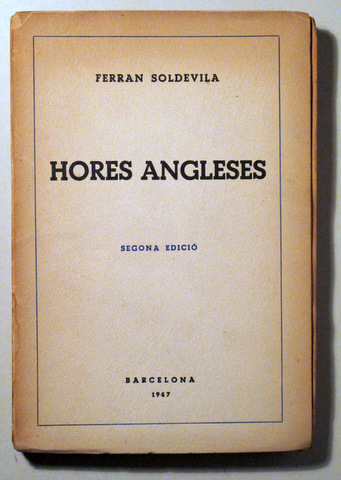 FERRAN SOLDEVILA
HORES ANGLESES
SEGONA EDICIÓ
BARCELONA
1947